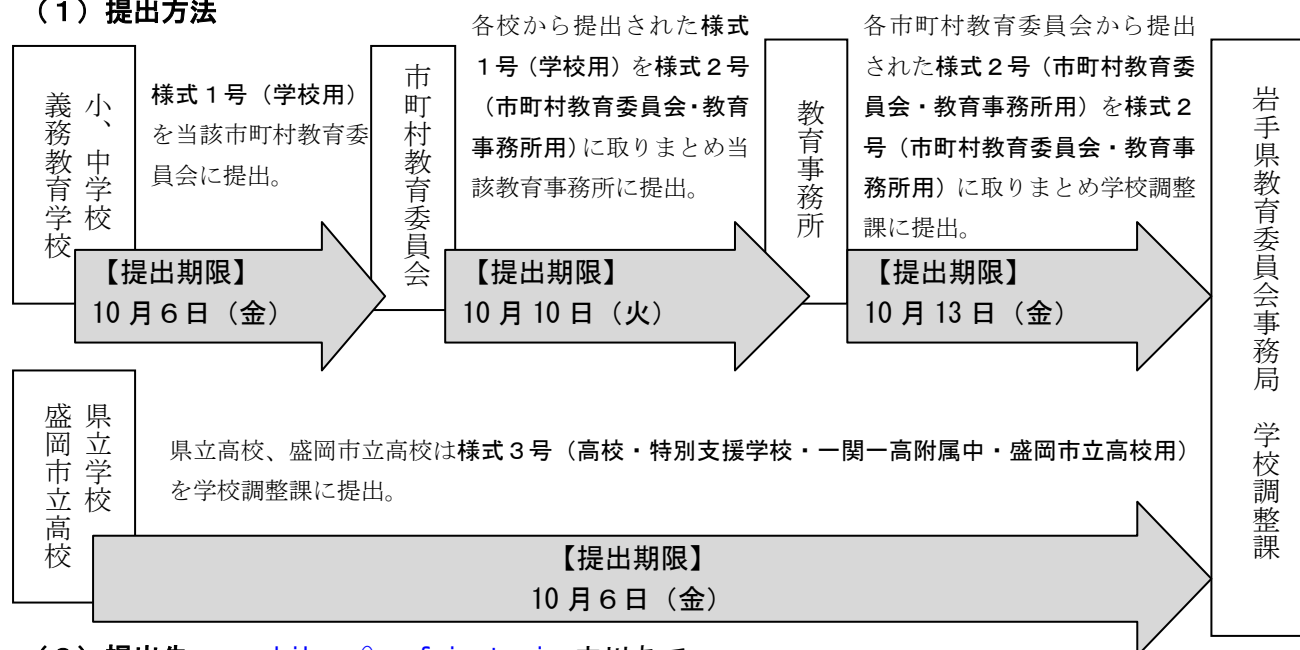 （１）提出方法
小、中学校
義務教育学校
様式１号（学校用）
を当該市町村教育委
員会に提出。
【提出期限】
10月６日（金）
市町村教育委員会
各校から提出された様式
１号（学校用）を様式２号
（市町村教育委員会・教育
事務所用）に取りまとめ当
該教育事務所に提出。
【提出期限】
10月10日（火）
教育事務所
各市町村教育委員会から提出
された様式２号（市町村教育委
員会・教育事務所用）を様式２
号（市町村教育委員会・教育事
務所用）に取りまとめ学校調整
課に提出。
【提出期限】
10月13日（金）
岩手県教育委員会事務局　学校調整課
県立学校
盛岡市立高校
県立高校、盛岡市立高校は様式３号（高校・特別支援学校・一関一高附属中・盛岡市立高校用）
を学校調整課に提出。
【提出期限】
10月６日（金）